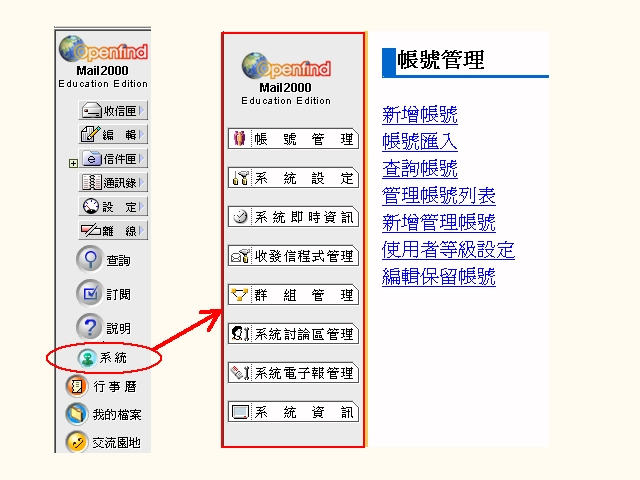 Openfind
Mail2000
Education Edition
收信匣
編 輯
信件匣
通訊錄
設 定
離 線
查詢
訂閱
說明
系統
行事曆
我的檔案
交流園地
Openfind
Mail2000
Education Edition
帳 號 管 理
系 統 設 定
系統即時資訊
收發信程式管理
群 組 管 理
系統討論區管理
系統電子報管理
系 統 資 訊
帳號管理
新增帳號
帳號匯入
查詢帳號
管理帳號列表
新增管理帳號
使用者等級設定
編輯保留帳號